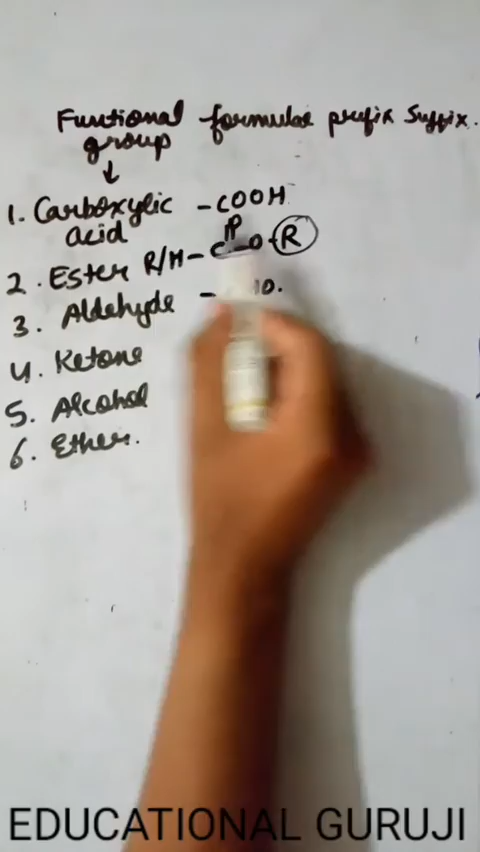 Functional formulae prefix Suffix.
group
↓
1. Carboxylic -COOH
acid
2. Ester R/H-C-O-R
3. Aldehyde -
4. Ketone
5. Alcohol
6. Ether.
EDUCATIONAL GURUJI